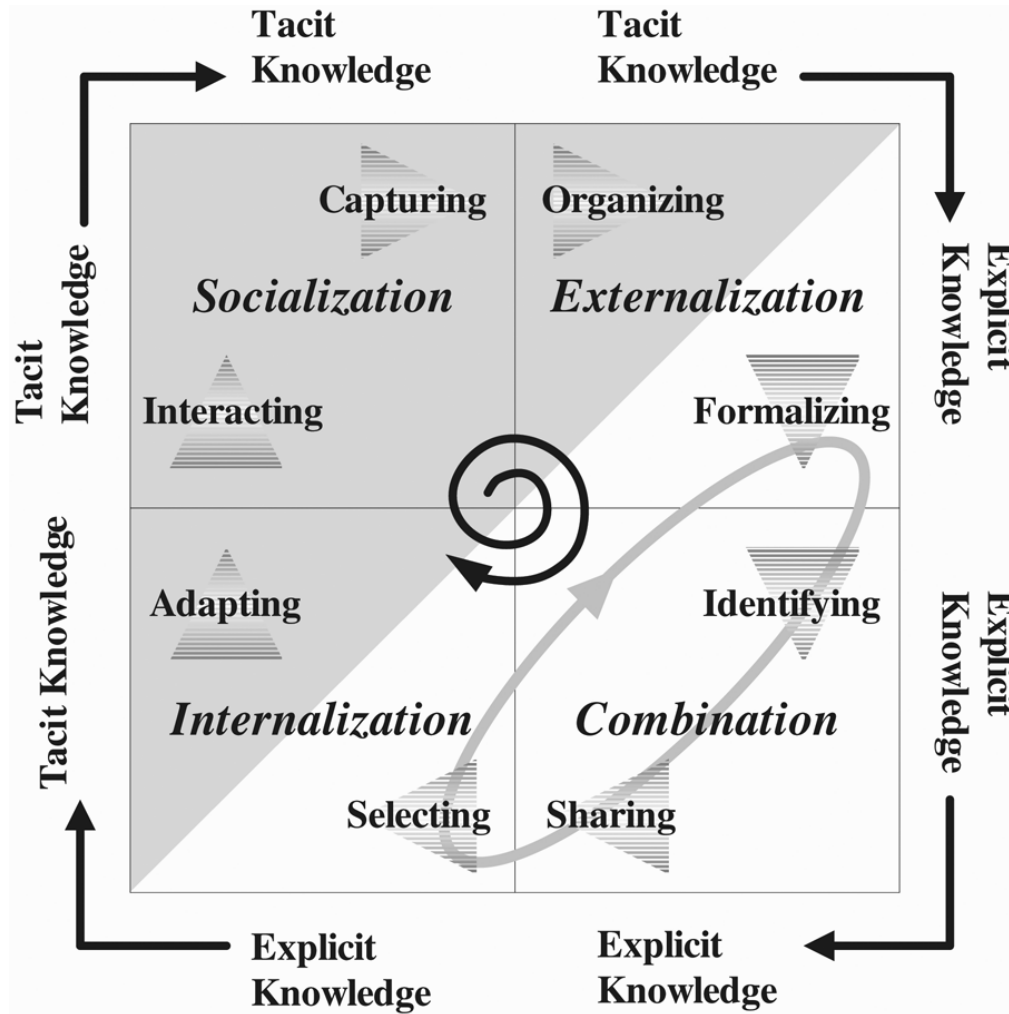 Tacit
Knowledge
Tacit
Knowledge
Capturing
Organizing
Tacit
Knowledge
Socialization
Externalization
Explicit
Knowledge
Interacting
Formalizing
Tacit Knowledge
Adapting
Identifying
Explicit
Knowledge
Internalization
Combination
Selecting
Sharing
Explicit
Knowledge
Explicit
Knowledge